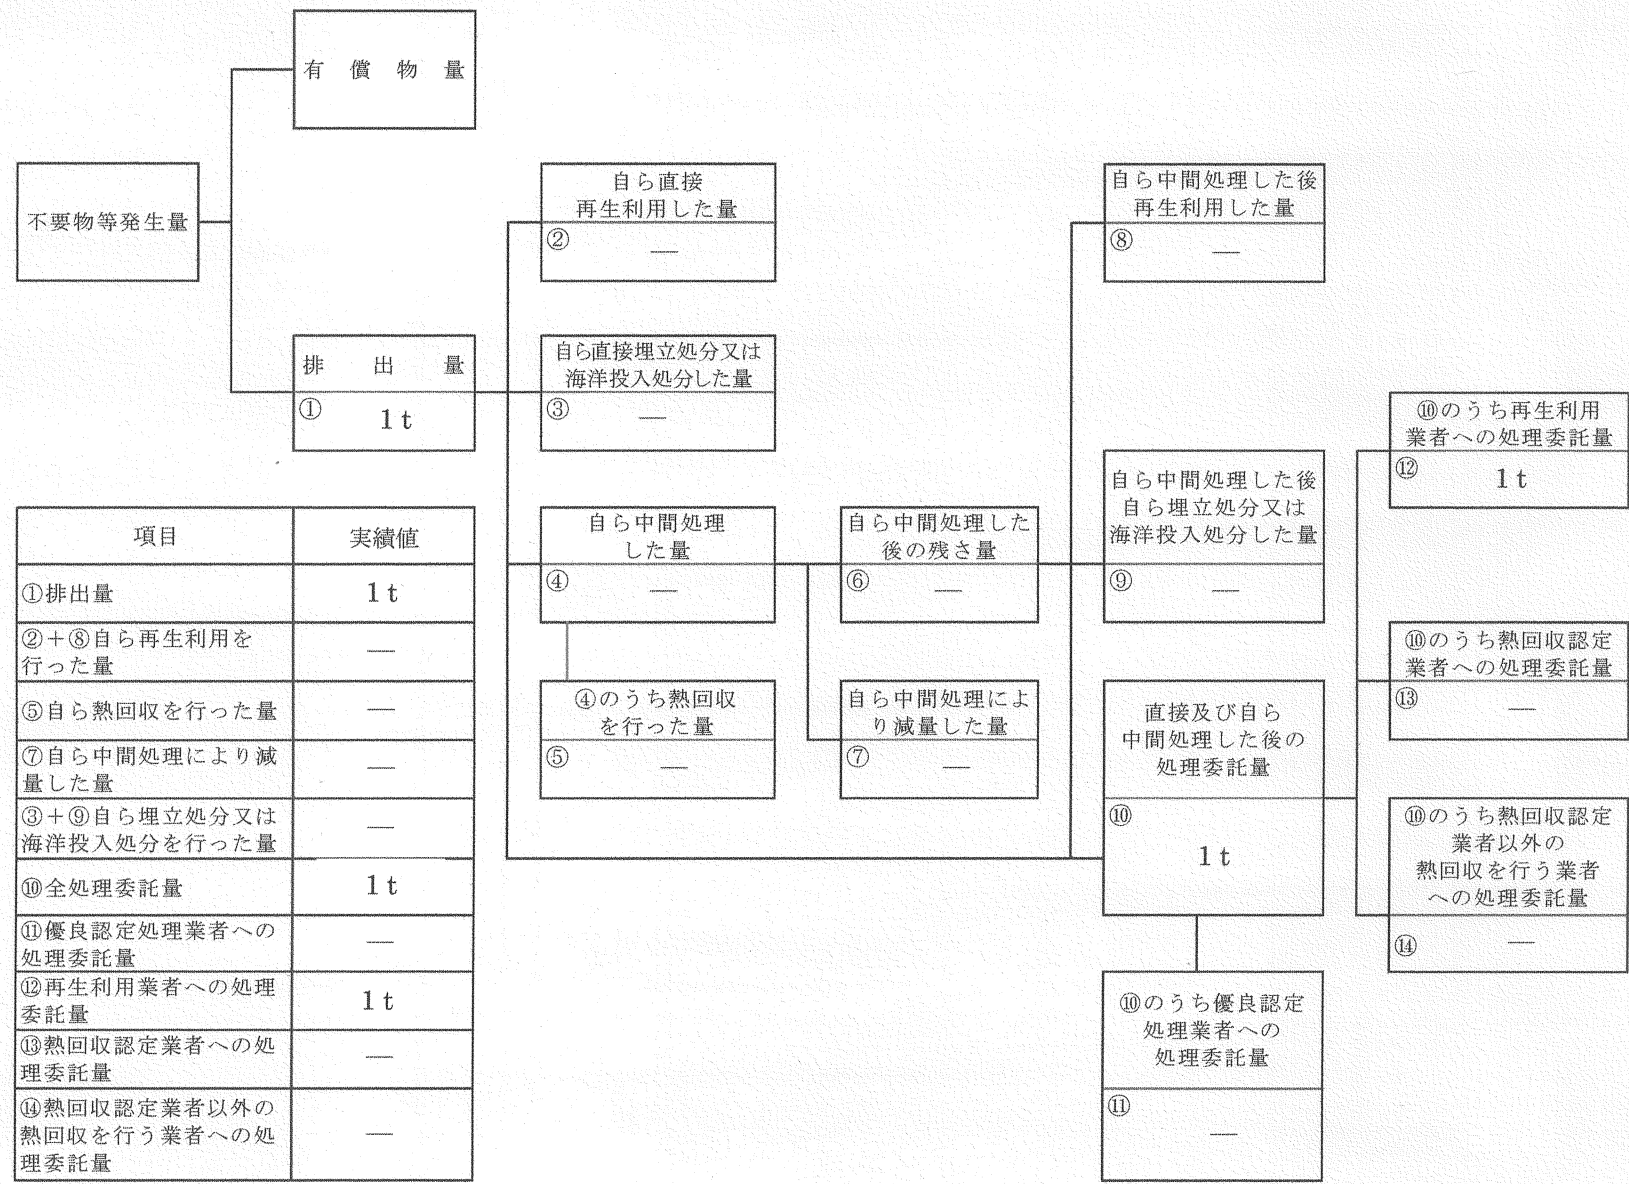 有償物量
不要物等発生量
排出量
① 1t
自ら直接
再生利用した量
② —
自ら直接埋立処分又は
海洋投入処分した量
③ —
自ら中間処理
した量
④ —
④のうち熱回収
を行った量
⑤ —
自ら中間処理した
後の残さ量
⑥ —
自ら中間処理によ
り減量した量
⑦ —
自ら中間処理した後
再生利用した量
⑧ —
自ら中間処理した後
自ら埋立処分又は
海洋投入処分した量
⑨ —
直接及び自ら
中間処理した後の
処理委託量
⑩
1t
⑩のうち優良認定
処理業者への
処理委託量
⑪
—
⑩のうち再生利用
業者への処理委託量
⑫ 1t
⑩のうち熱回収認定
業者への処理委託量
⑬ —
⑩のうち熱回収認定
業者以外の
熱回収を行う業者
への処理委託量
⑭ —
項目 実績値
①排出量 1t
②+⑧自ら再生利用を
行った量 —
⑤自ら熱回収を行った量 —
⑦自ら中間処理により減
量した量 —
③+⑨自ら埋立処分又は
海洋投入処分を行った量 —
⑩全処理委託量 1t
⑪優良認定処理業者への
処理委託量 —
⑫再生利用業者への処理
委託量 1t
⑬熱回収認定業者への処
理委託量 —
⑭熱回収認定業者以外の
熱回収を行う業者への処
理委託量 —